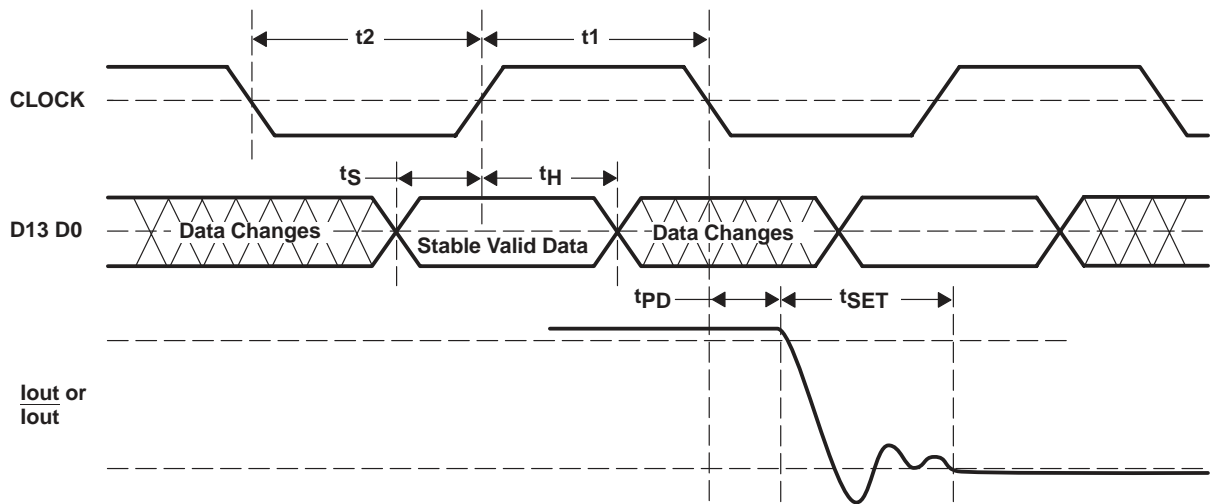 t2
t1
CLOCK
tS
tH
D13 D0
Data Changes
Stable Valid Data
Data Changes
tPD
tSET
Iout or
Iout